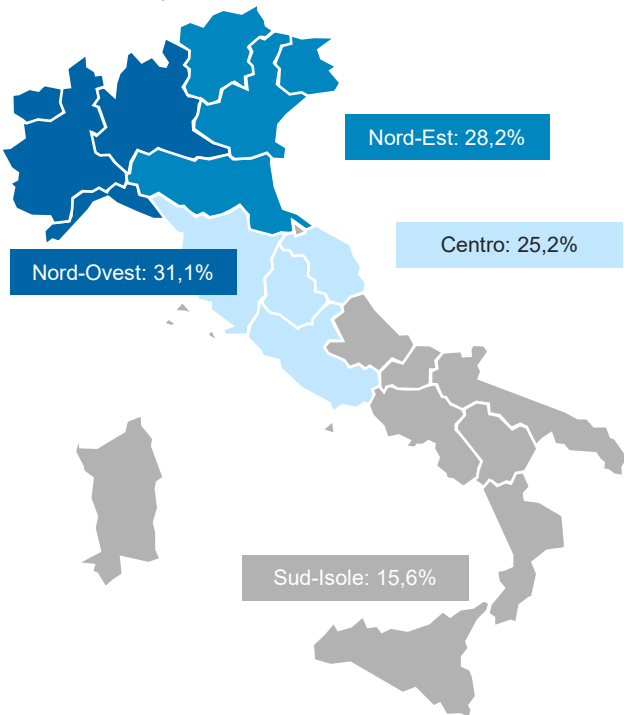 Nord-Est: 28,2%
Centro: 25,2%
Nord-Ovest: 31,1%
Sud-Isole: 15,6%